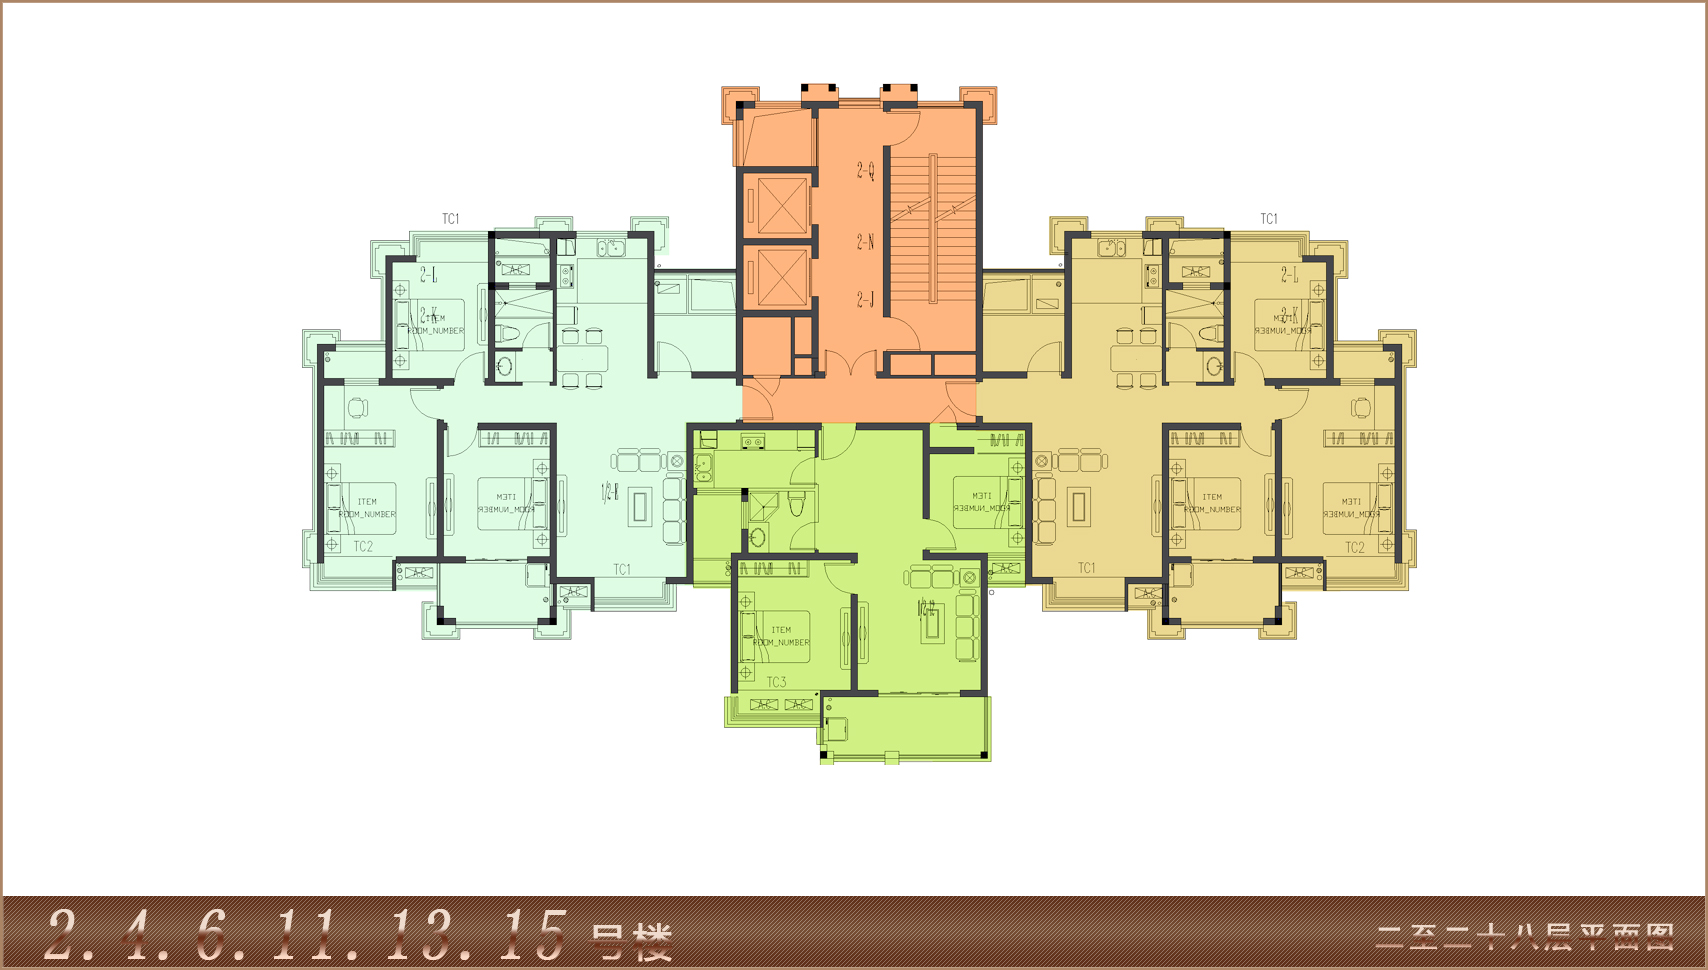 2-Q
TC1
TC1
2-N
A-C
A-C
2-L
2-L
2-J
2-K
ITEM
ROOM_NUMBER
2-K
ITEM
ROOM_NUMBER
1/2-K
ITEM
ROOM_NUMBER
ITEM
ROOM_NUMBER
ITEM
ROOM_NUMBER
ITEM
ROOM_NUMBER
ITEM
ROOM_NUMBER
TC2
TC2
TC1
TC1
A-C
A-C
A-C
A-C
A-C
ITEM
ROOM_NUMBER
TC3
A-C
A-C
2.4.6.11.13.15 号楼
二至二十八层平面图